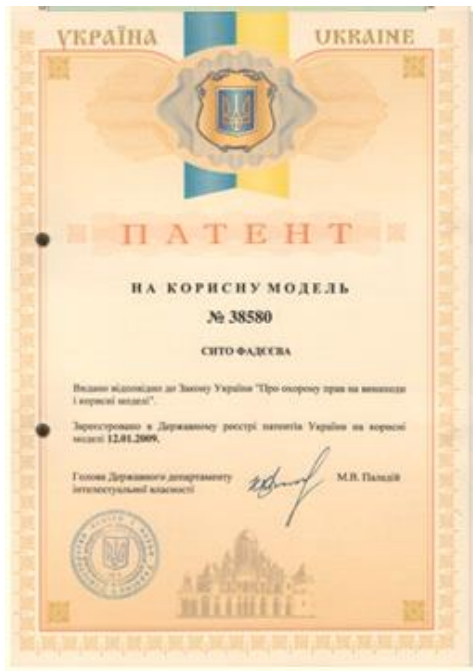 УКРАЇНА UKRAINE
ПАТЕНТ
НА КОРИСНУ МОДЕЛЬ
№ 38580
СИТО ФАДЄЄВА
Видано відповідно до Закону України "Про охорону прав на винаходи
і корисні моделі".
Зареєстровано в Державному реєстрі патентів України на корисні
моделі 12.01.2009.
Голова Державного департаменту
інтелектуальної власності
М.В. Паладій